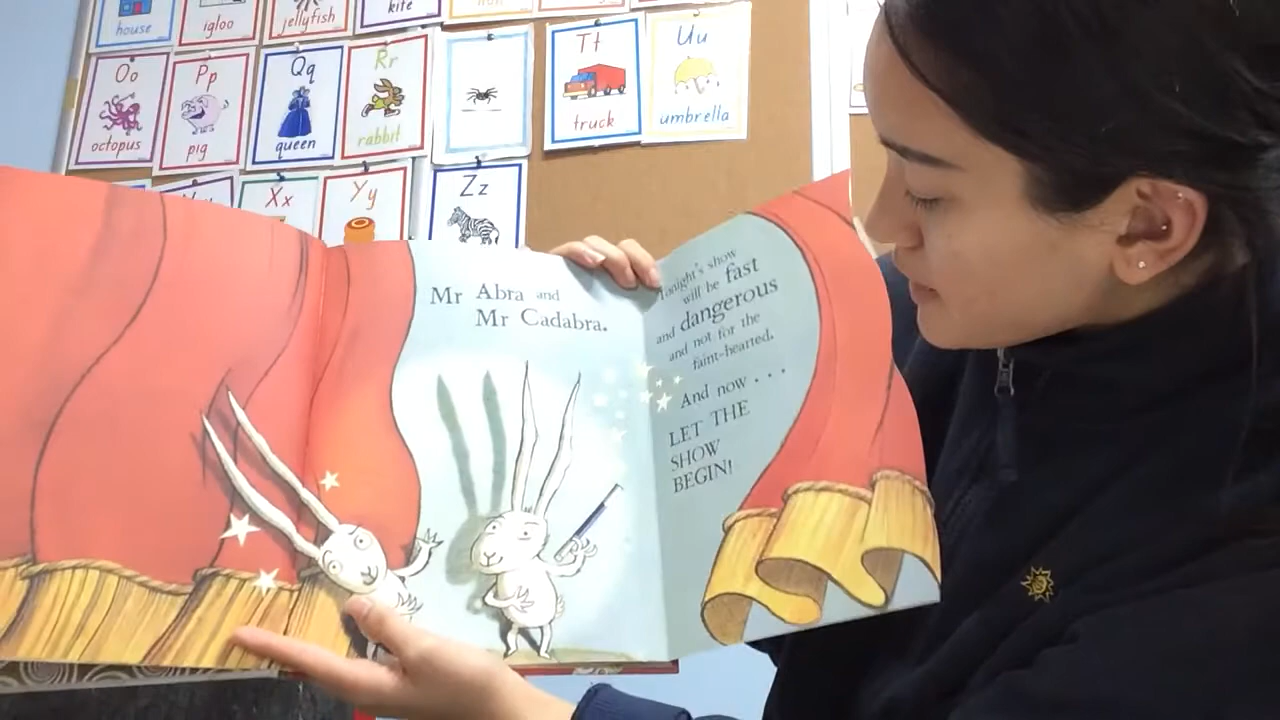 house
igloo
jellyfish
kite
Oo
octopus
Pp
pig
Qq
queen
Rr
rabbit
Tt
truck
Uu
umbrella
Xx
Yy
Zz
Mr Abra and
Mr Cadabra.
Tonight's show
will be fast
and dangerous
and not for the
faint-hearted.
And now . . .
LET THE
SHOW
BEGIN!